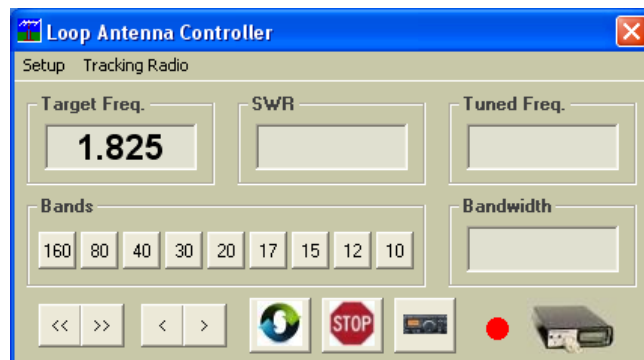 Loop Antenna Controller
Setup Tracking Radio
Target Freq. SWR Tuned Freq.
1.825
Bands Bandwidth
160 80 40 30 20 17 15 12 10
<< >> < > STOP